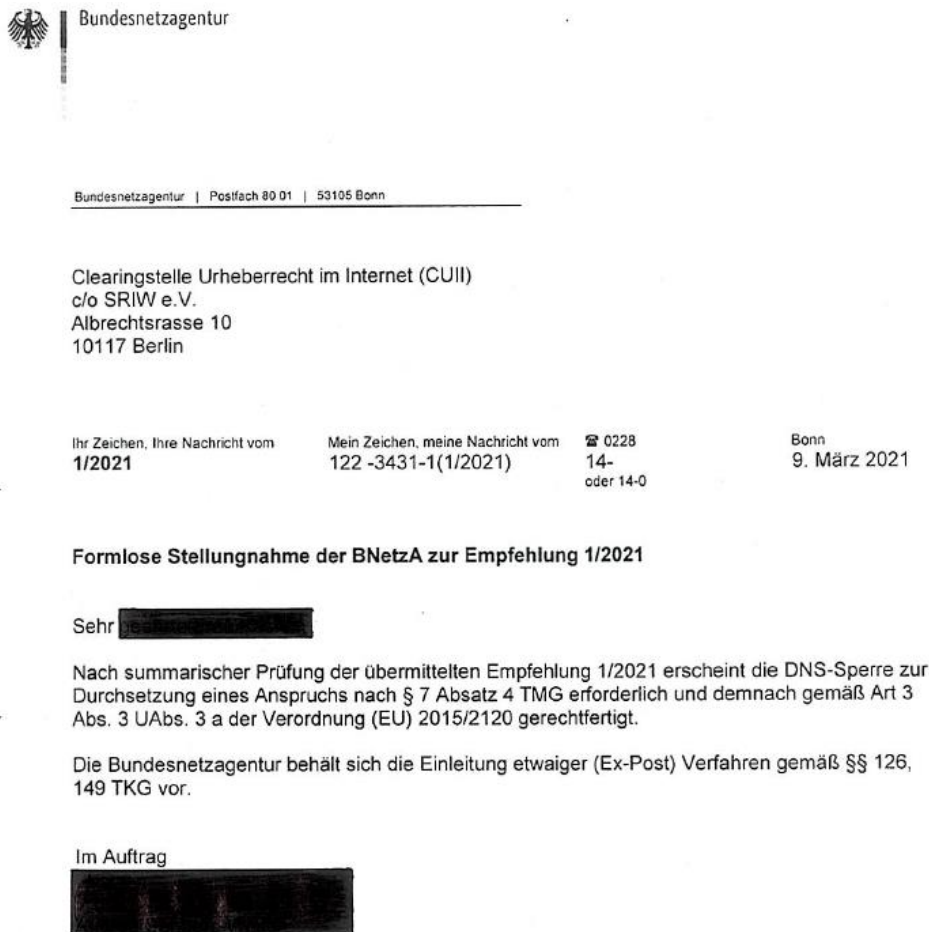 Bundesnetzagentur
Bundesnetzagentur | Postfach 80 01 | 53105 Bonn
Clearingstelle Urheberrecht im Internet (CUII)
c/o SRIW e.V.
Albrechtsrasse 10
10117 Berlin
Ihr Zeichen, Ihre Nachricht vom
1/2021
Mein Zeichen, meine Nachricht vom
122 -3431-1(1/2021)
☎ 0228
14-
oder 14-0
Bonn
9. März 2021
Formlose Stellungnahme der BNetzA zur Empfehlung 1/2021
Sehr
Nach summarischer Prüfung der übermittelten Empfehlung 1/2021 erscheint die DNS-Sperre zur
Durchsetzung eines Anspruchs nach § 7 Absatz 4 TMG erforderlich und demnach gemäß Art 3
Abs. 3 UAbs. 3 a der Verordnung (EU) 2015/2120 gerechtfertigt.
Die Bundesnetzagentur behält sich die Einleitung etwaiger (Ex-Post) Verfahren gemäß §§ 126,
149 TKG vor.
Im Auftrag